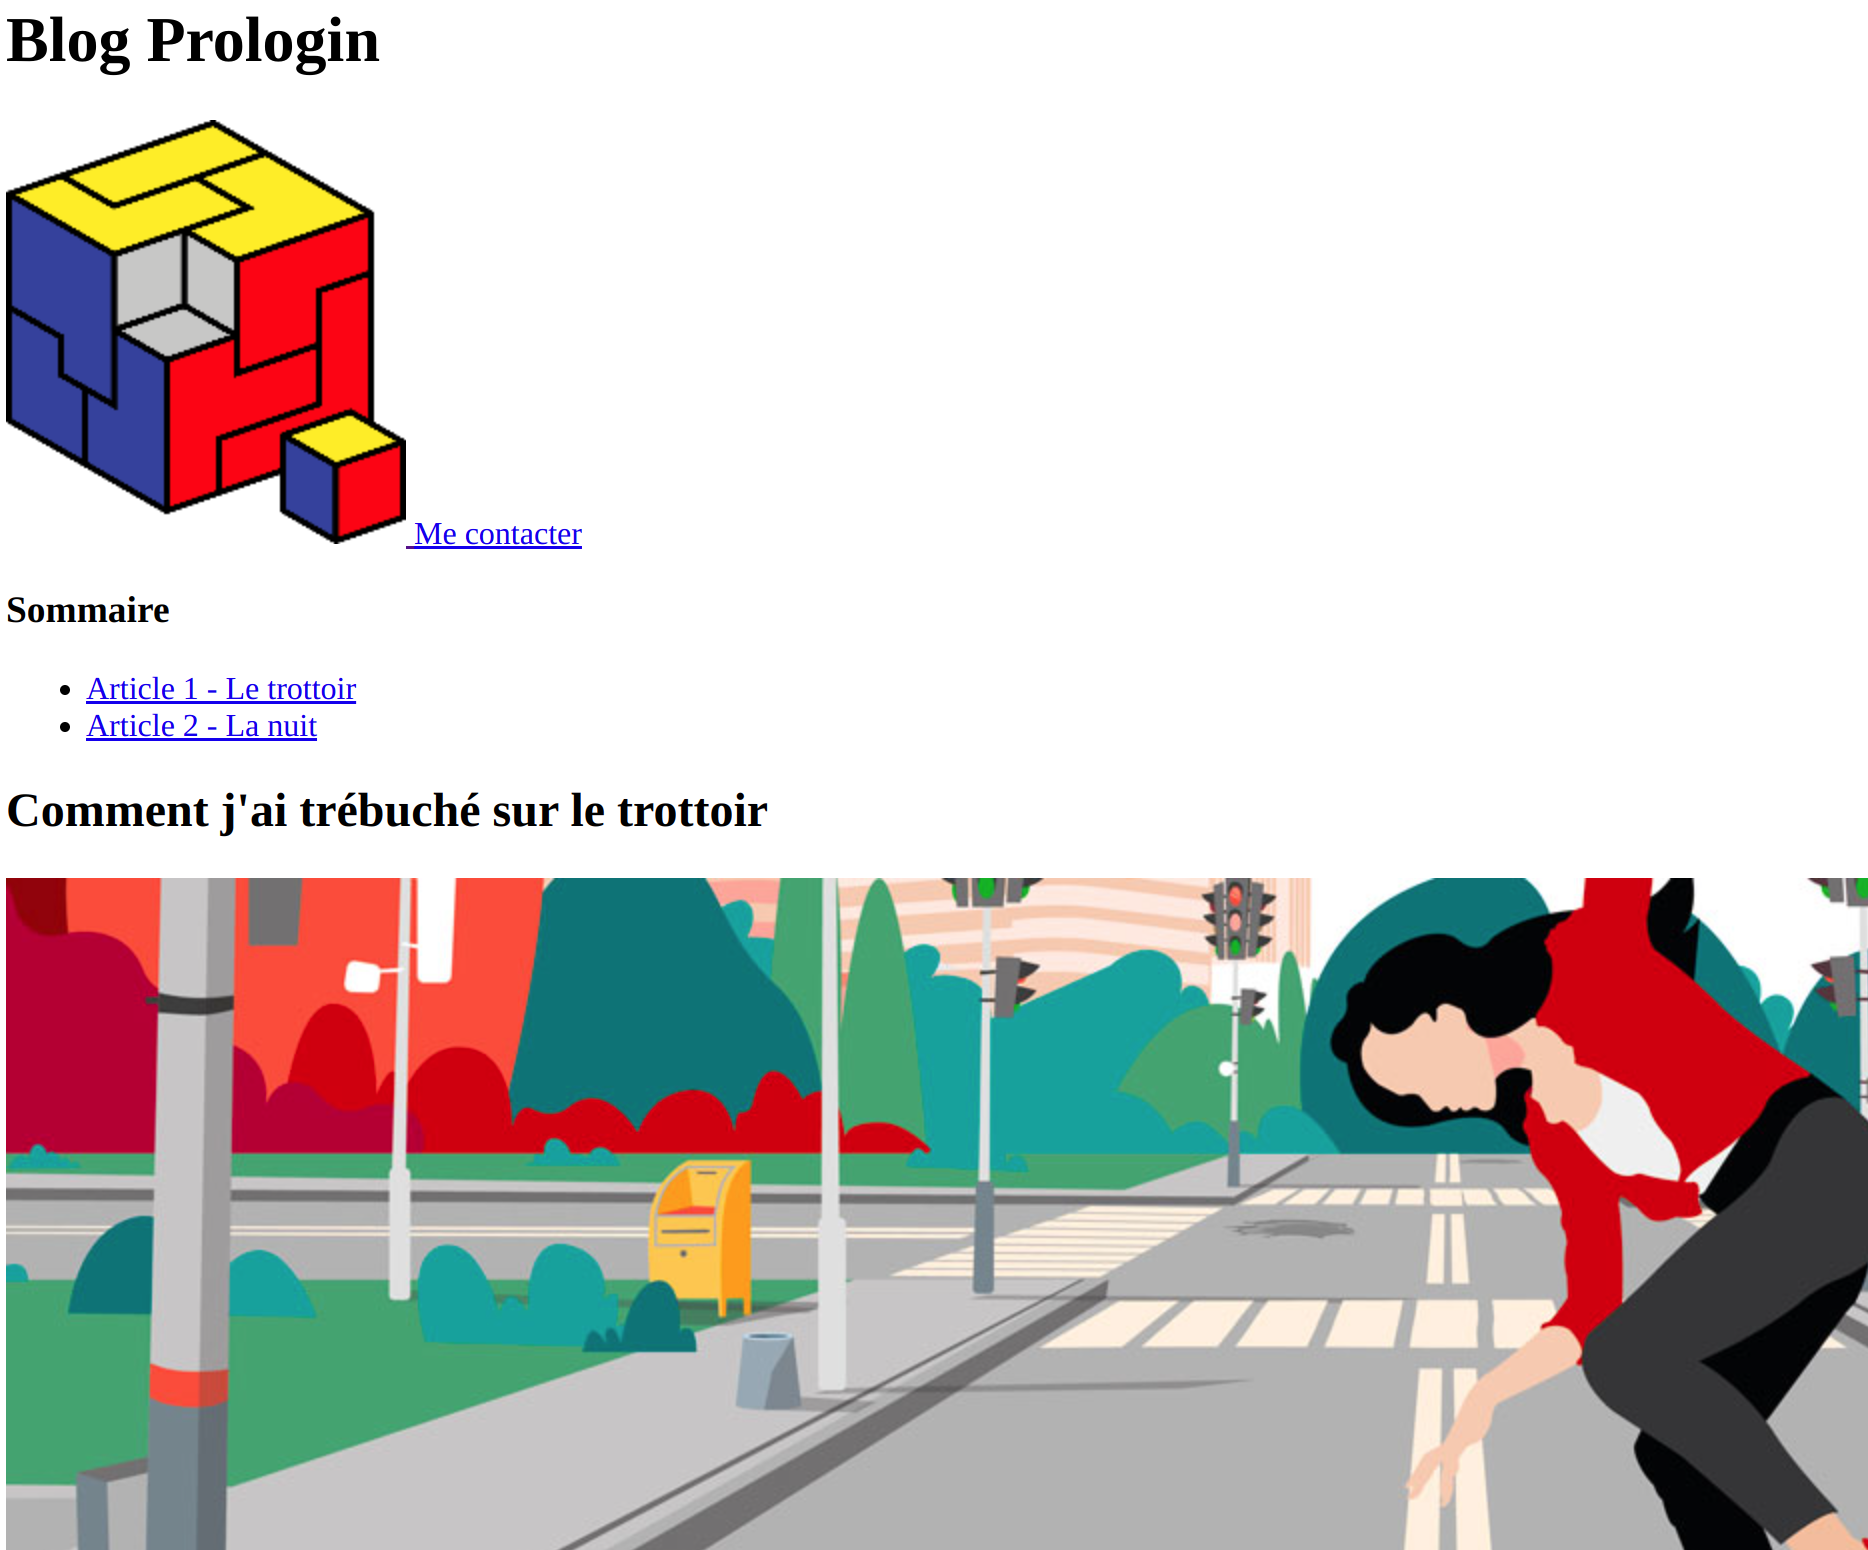 Blog Prologin
Me contacter
Sommaire
Article 1 - Le trottoir
Article 2 - La nuit
Comment j'ai trébuché sur le trottoir